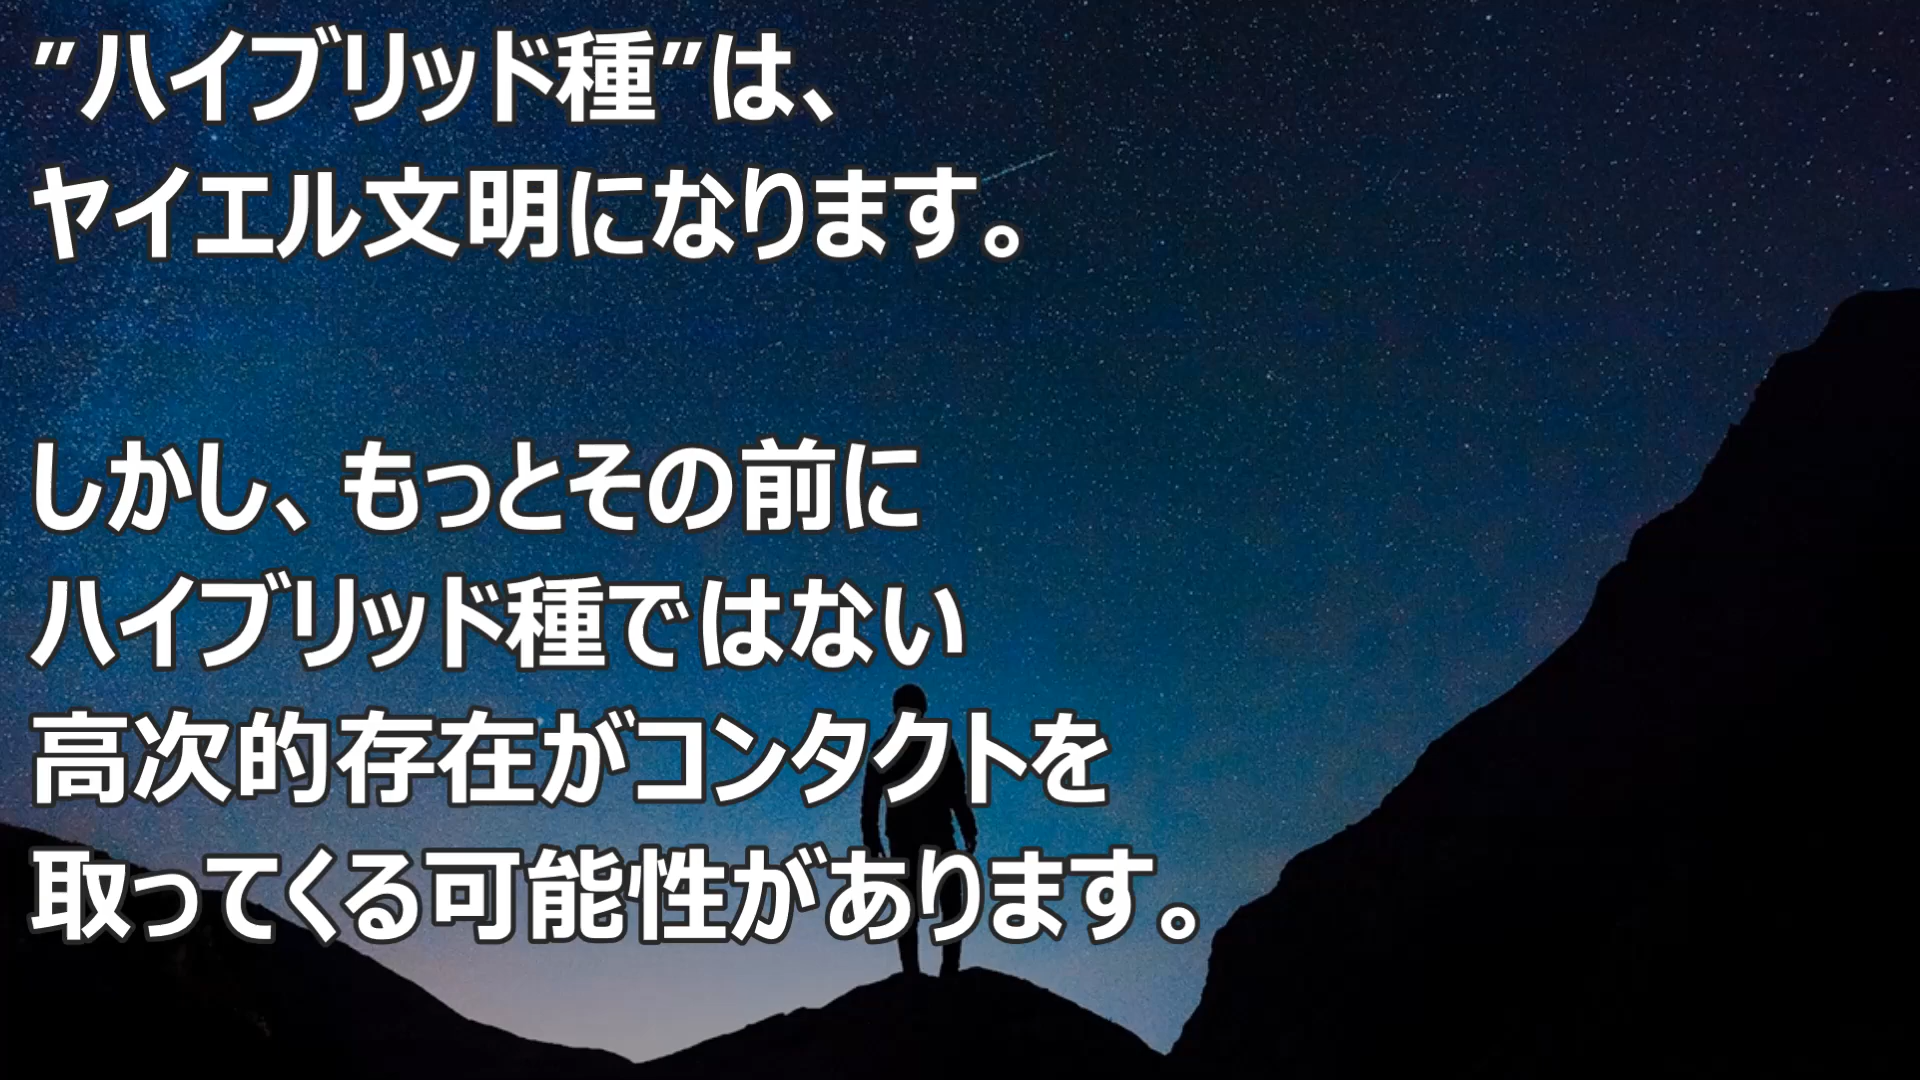 ”ハイブリッド種”は、
ヤイエル文明になります。
しかし、もっとその前に
ハイブリッド種ではない
高次的存在がコンタクトを
取ってくる可能性があります。